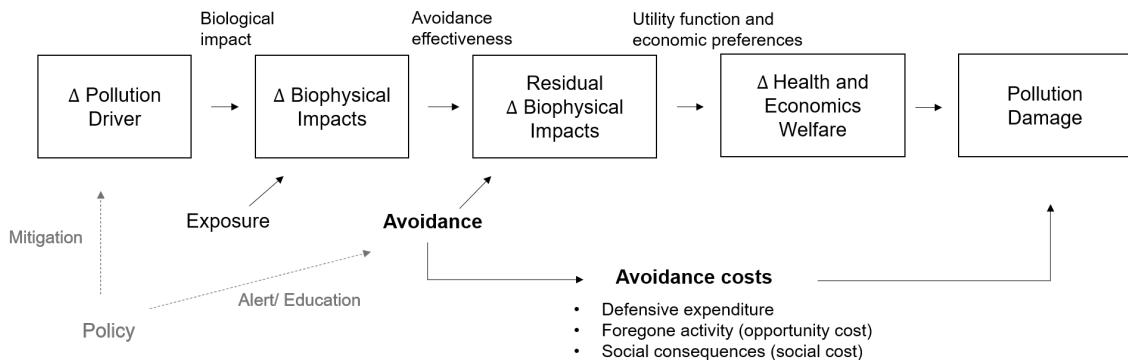 Biological
impact
Avoidance
effectiveness
Utility function and
economic preferences
Δ Pollution
Driver
Δ Biophysical
Impacts
Residual
Δ Biophysical
Impacts
Δ Health and
Economics
Welfare
Pollution
Damage
Exposure
Avoidance
Mitigation
Alert/ Education
Policy
Avoidance costs
• Defensive expenditure
• Foregone activity (opportunity cost)
• Social consequences (social cost)